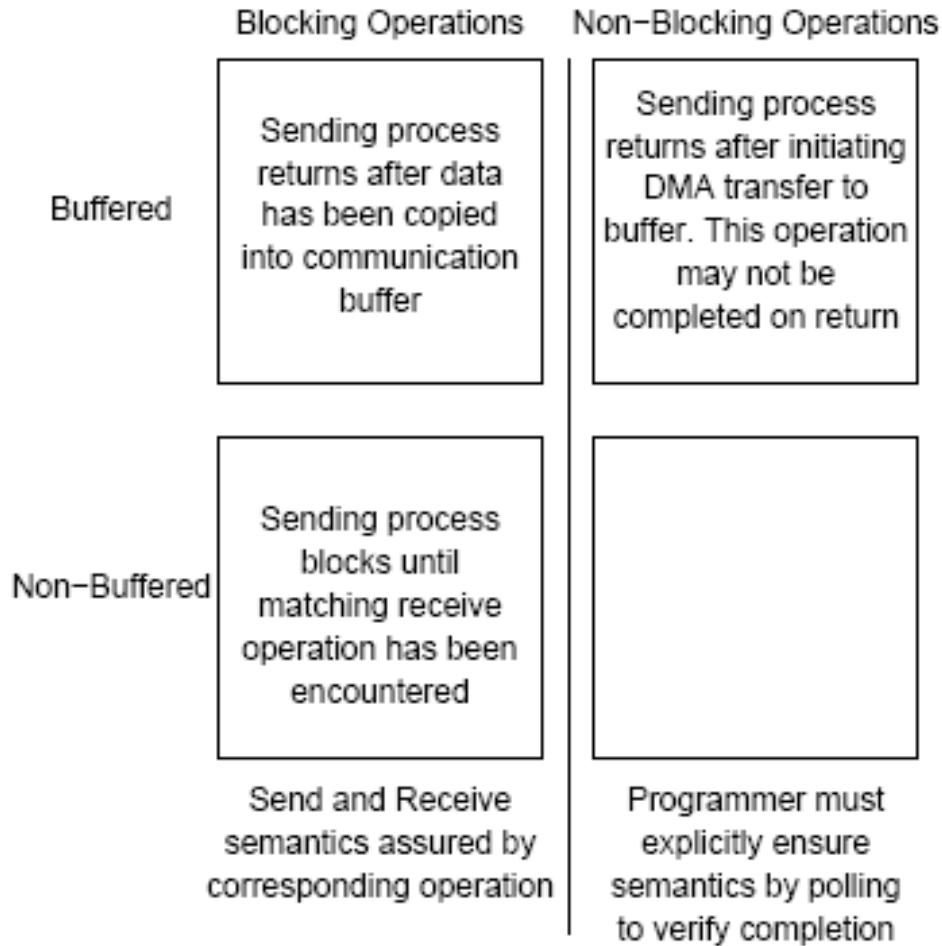 Blocking Operations
Non-Blocking Operations
Buffered
Sending process
returns after data
has been copied
into communication
buffer
Sending process
returns after initiating
DMA transfer to
buffer. This operation
may not be
completed on return
Non-Buffered
Sending process
blocks until
matching receive
operation has been
encountered
Send and Receive
semantics assured by
corresponding operation
Programmer must
explicitly ensure
semantics by polling
to verify completion